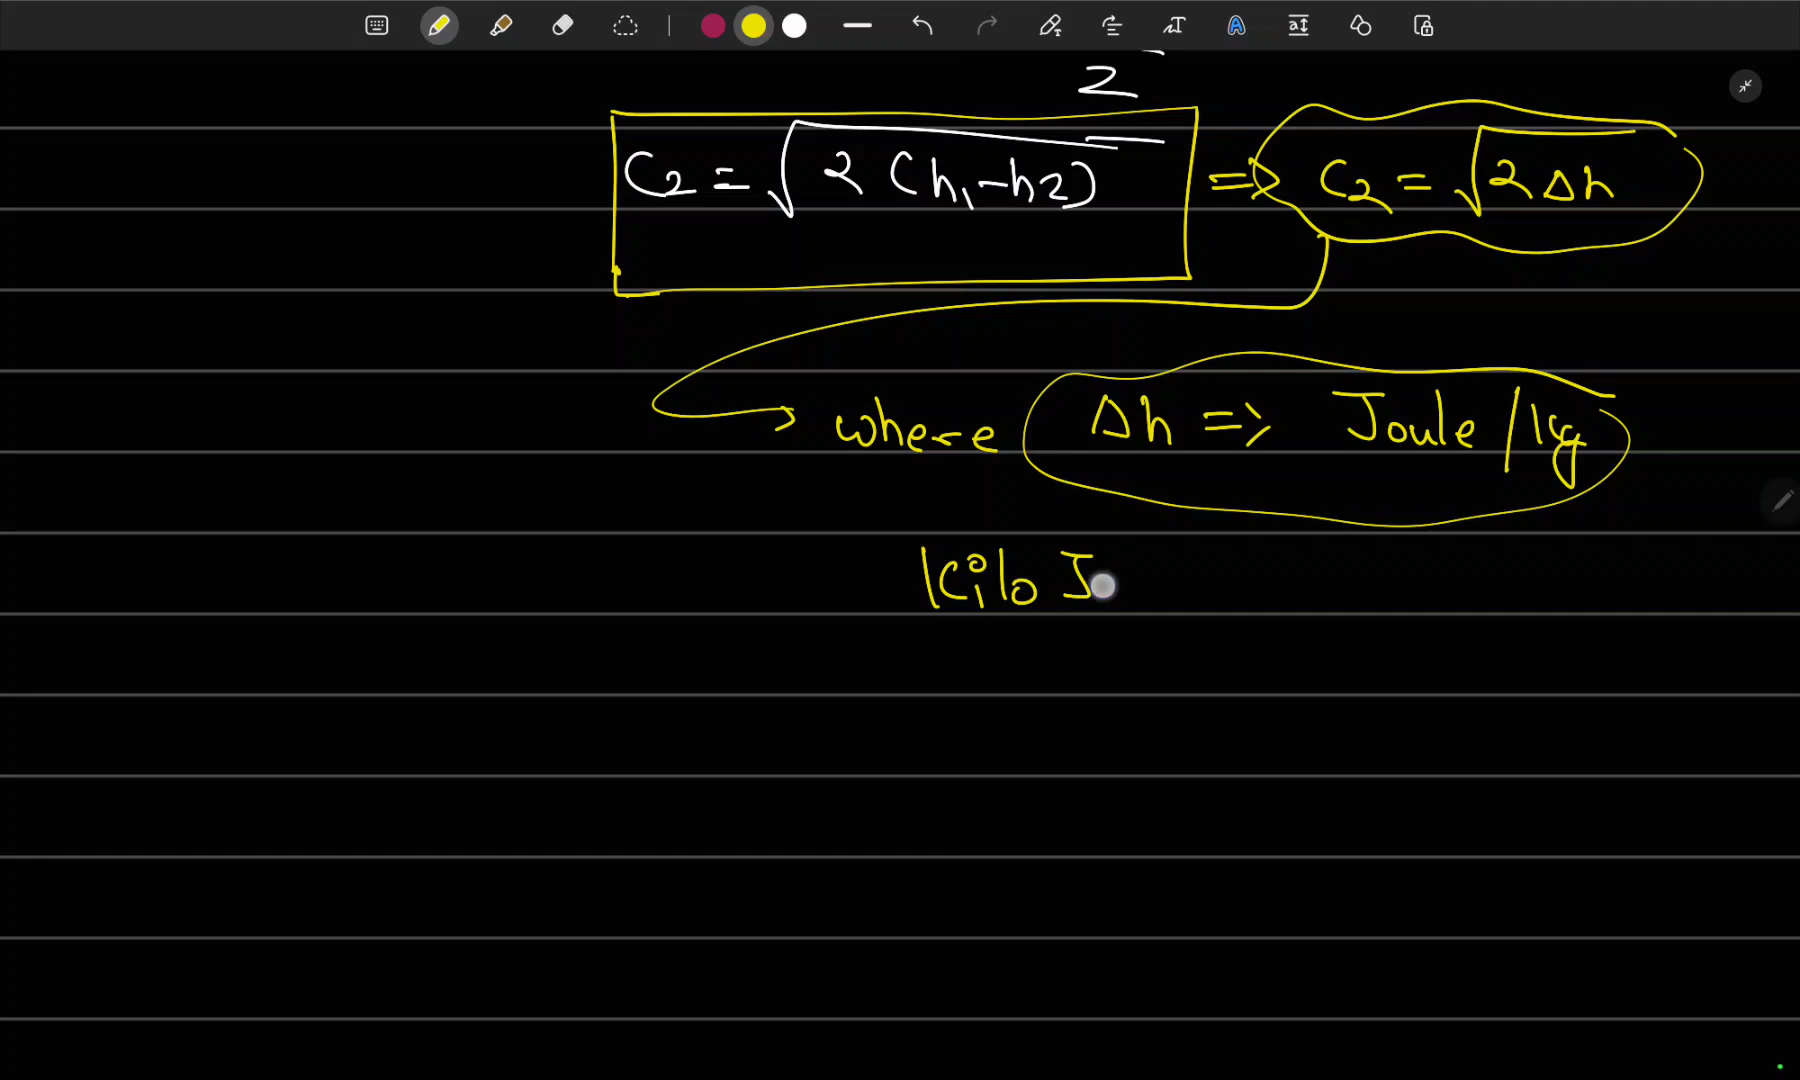 2
C2 = √2 (h1-h2) => C2 = √2Δh
where Δh => Joule/kg
Kilo J